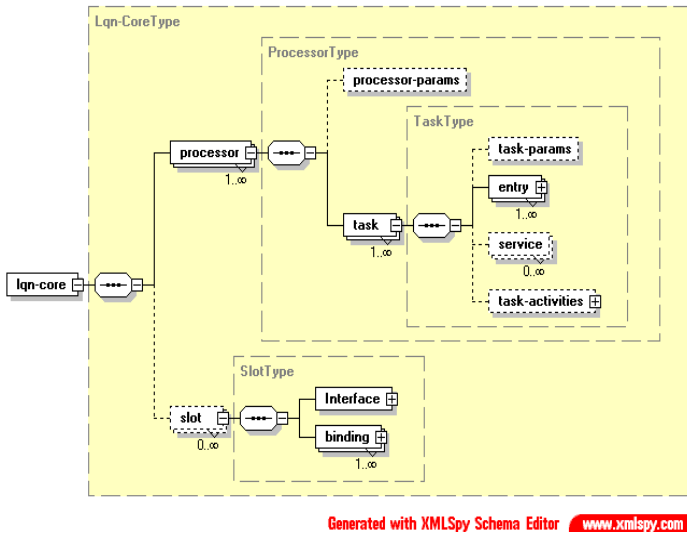 Lqn-CoreType
ProcessorType
processor-params
TaskType
task-params
processor
1..∞
entry
1..∞
task
1..∞
service
0..∞
lqn-core
task-activities
SlotType
Interface
slot
0..∞
binding
1..∞
Generated with XMLSpy Schema Editor www.xmlspy.com